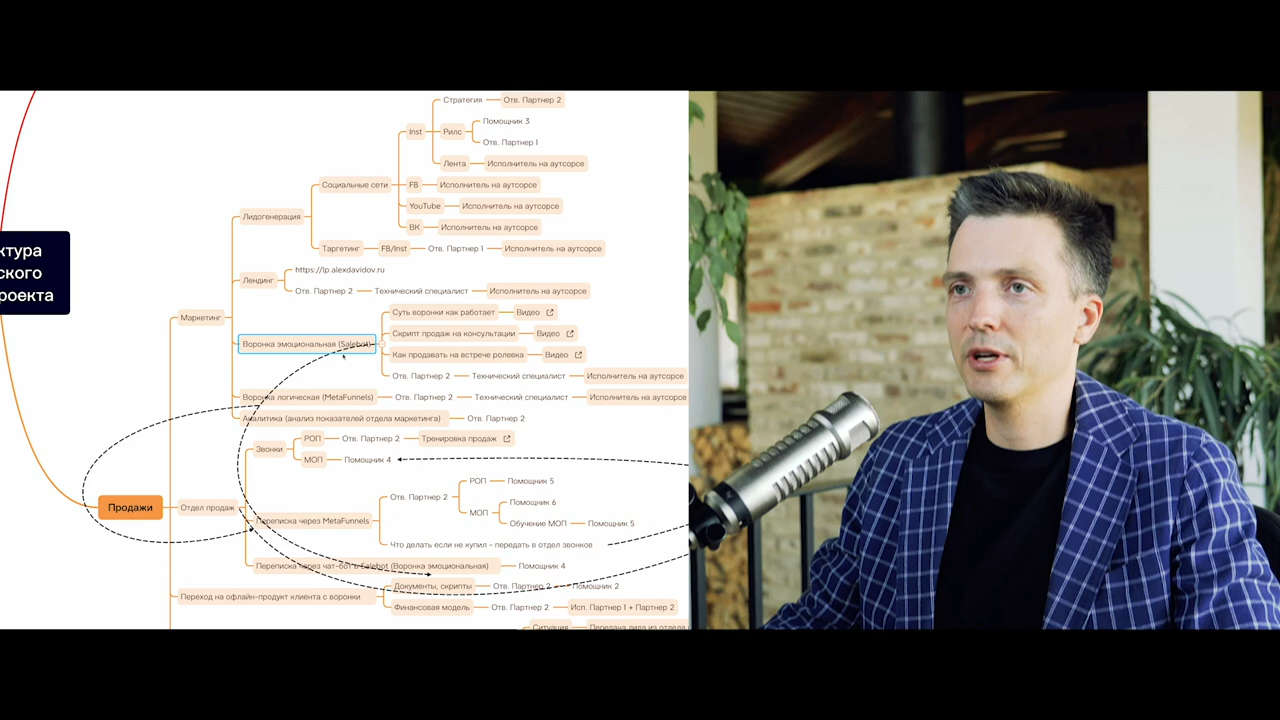 ктура
ского
роекта
Продажи
Маркетинг
Лидогенерация
Социальные сети
Inst
Стратегия
Отв. Партнер 2
Рилс
Помощник 3
Отв. Партнер 1
Лента
Исполнитель на аутсорсе
FB
Исполнитель на аутсорсе
YouTube
Исполнитель на аутсорсе
ВК
Исполнитель на аутсорсе
Таргетинг
FB/Inst
Отв. Партнер 1
Исполнитель на аутсорсе
Лендинг
https://lp.alexdavidov.ru
Отв. Партнер 2
Технический специалист
Исполнитель на аутсорсе
Воронка эмоциональная (Salebot)
Суть воронки как работает
Видео
Скрипт продаж на консультации
Видео
Как продавать на встрече ролевка
Видео
Отв. Партнер 2
Технический специалист
Исполнитель на аутсорсе
Воронка логическая (MetaFunnels)
Отв. Партнер 2
Технический специалист
Исполнитель на аутсорсе
Аналитика (анализ показателей отдела маркетинга)
Отв. Партнер 2
Отдел продаж
Звонки
РОП
Отв. Партнер 2
Тренировка продаж
МОП
Помощник 4
Переписка через MetaFunnels
Отв. Партнер 2
РОП
Помощник 5
МОП
Помощник 6
Обучение МОП
Помощник 5
Что делать если не купил - передать в отдел звонков
Переписка через чат-бот в Salebot (Воронка эмоциональная)
Помощник 4
Переход на офлайн-продукт клиента с воронки
Документы, скрипты
Отв. Партнер 2
Помощник 2
Финансовая модель
Отв. Партнер 2
Исп. Партнер 1 + Партнер 2
Ситуация
Передача лида из отдела